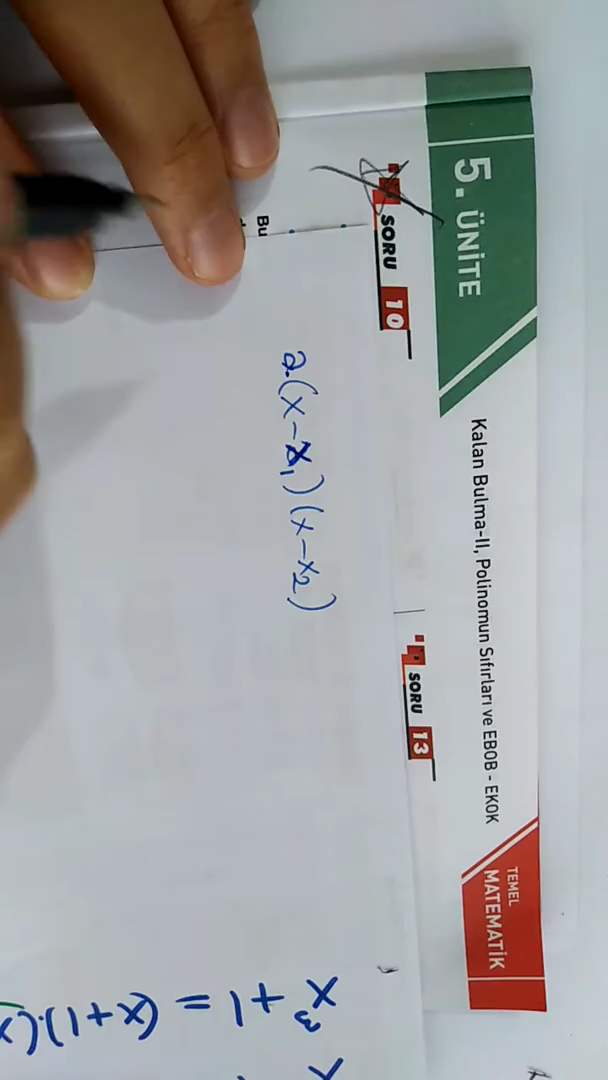 5. ÜNİTE
Kalan Bulma-II, Polinomun Sıfırları ve EBOB - EKOK
TEMEL
MATEMATİK
SORU 10
Bu
a.(x-x₁)(x-x₂)
SORU 13
x³+1=(x+1).(x